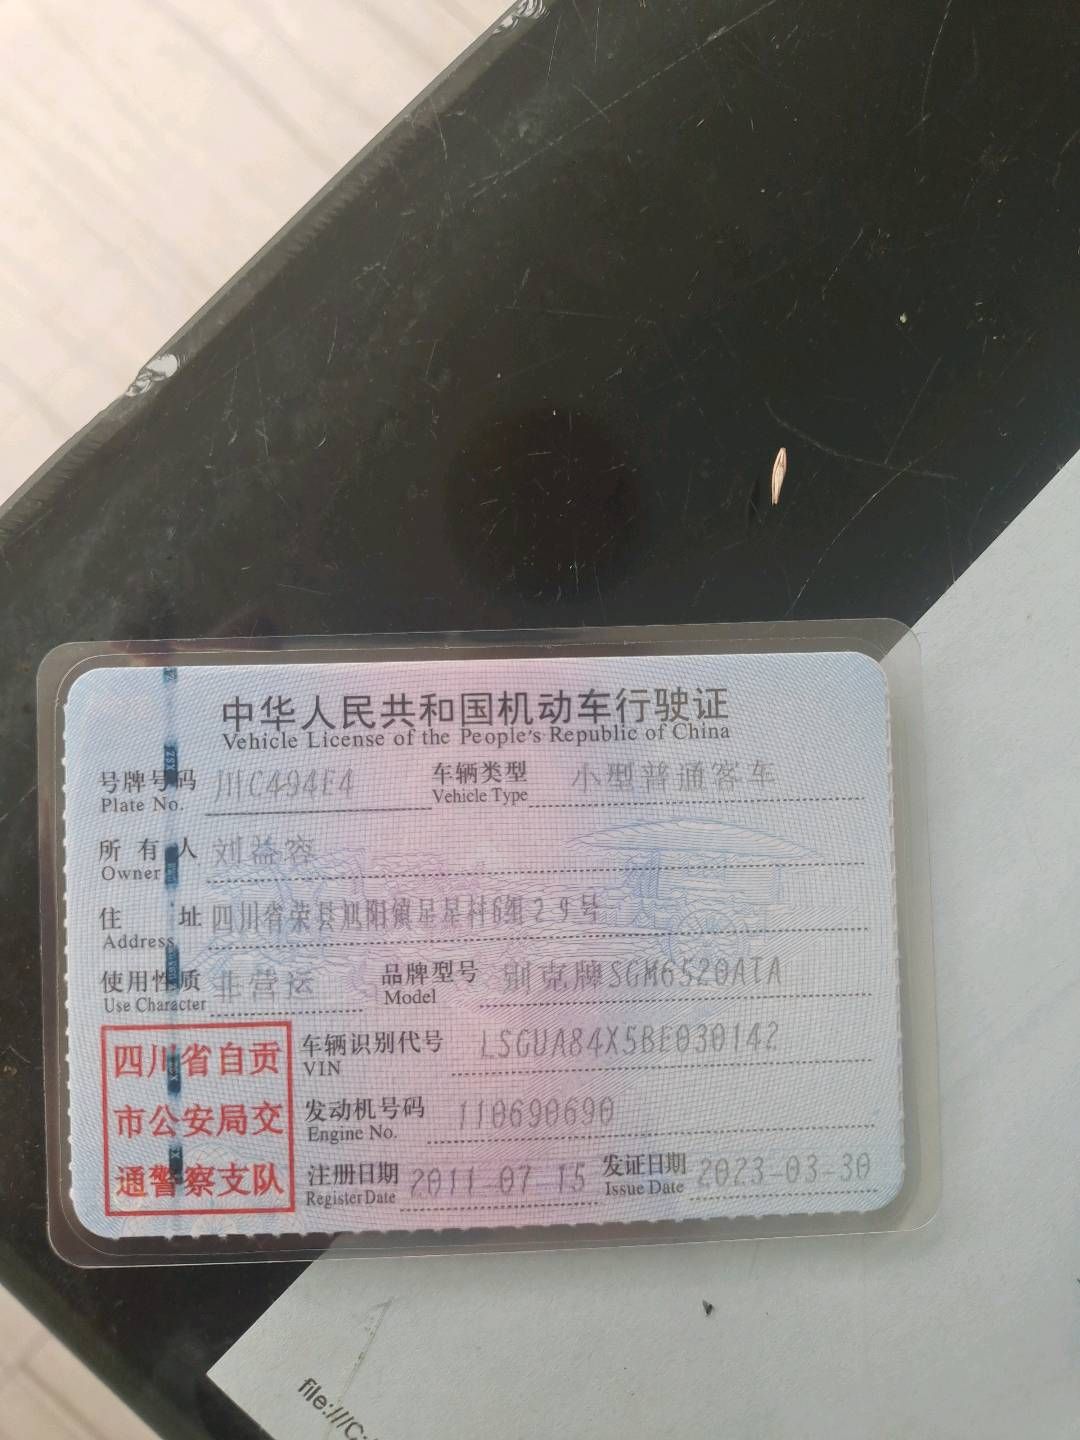 中华人民共和国机动车行驶证
Vehicle License of the People's Republic of China
号牌号码 川C494E4 车辆类型 小型普通客车
Plate No. Vehicle Type
所有人 刘益容
Owner
住址 四川省荣县旭阳镇足星村6组29号
Address
使用性质 非营运 品牌型号 别克牌SGM6520ATA
Use Character Model
四川省自贡
市公安局交
通警察支队
车辆识别代号 LSGUA84X5BE030142
VIN
发动机号码 110690690
Engine No.
注册日期 2011-07-15 发证日期 2023-03-30
Register Date Issue Date
file:///C:/